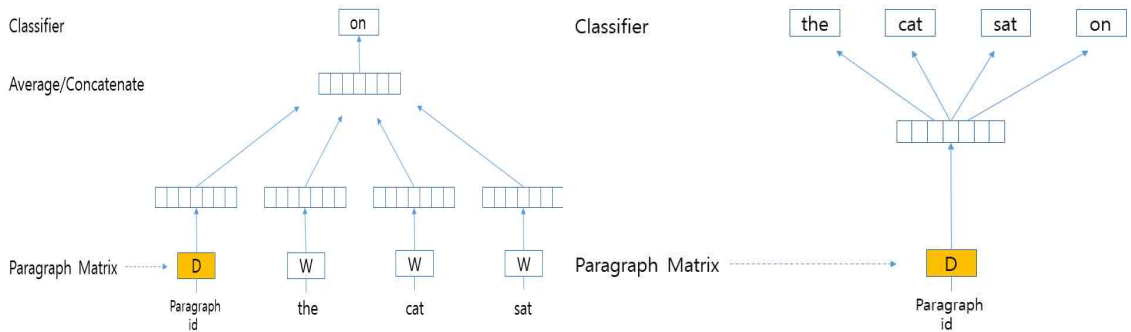 Classifier
on
Average/Concatenate
Paragraph Matrix
D
W
W
W
Paragraph
id
the
cat
sat
Classifier
the
cat
sat
on
Paragraph Matrix
D
Paragraph
id